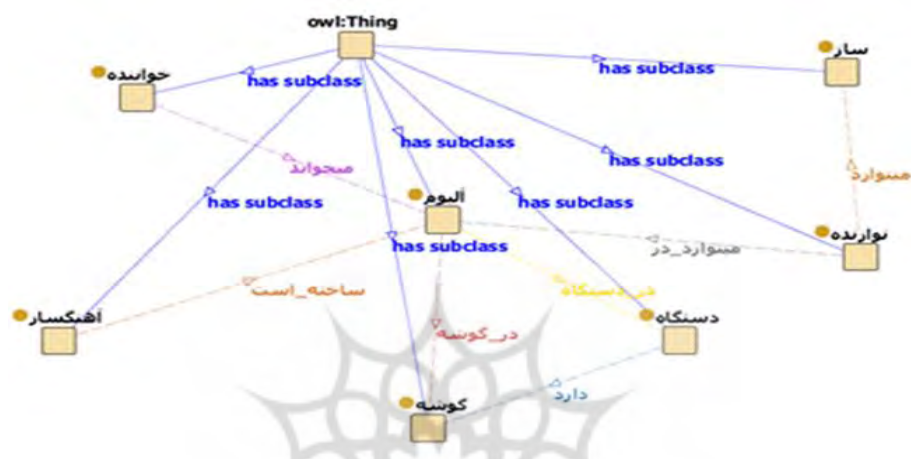 owl:Thing
ساز
خواننده
has subclass
has subclass
has subclass
has subclass
میخواند
مینوازد
آلبوم
has subclass
has subclass
نوازنده
has subclass
مینوازد_در
ساخته_است
در_دستگاه
آهنگساز
دستگاه
در_گوشه
دارد
گوشه